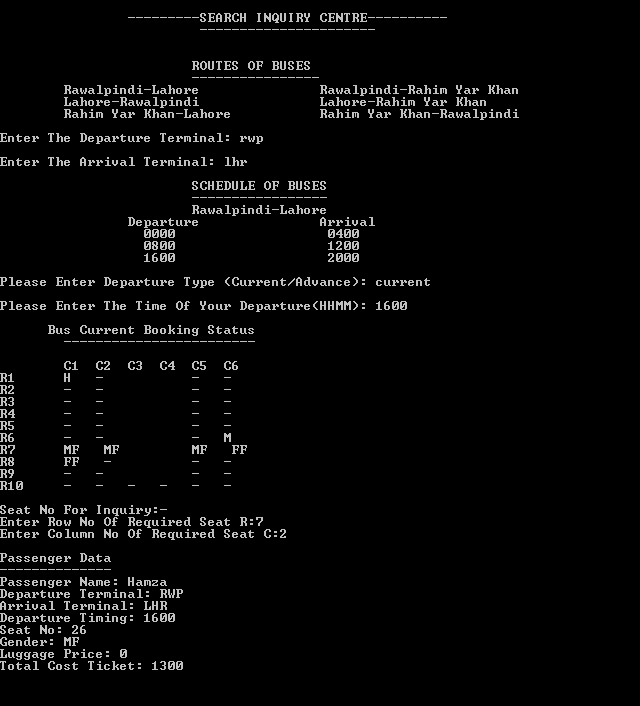 ---------SEARCH INQUIRY CENTRE----------
----------------------
ROUTES OF BUSES
----------------
Rawalpindi-Lahore Rawalpindi-Rahim Yar Khan
Lahore-Rawalpindi Lahore-Rahim Yar Khan
Rahim Yar Khan-Lahore Rahim Yar Khan-Rawalpindi
Enter The Departure Terminal: rwp
Enter The Arrival Terminal: lhr
SCHEDULE OF BUSES
-----------------
Rawalpindi-Lahore
Departure Arrival
0000 0400
0800 1200
1600 2000
Please Enter Departure Type (Current/Advance): current
Please Enter The Time Of Your Departure(HHMM): 1600
Bus Current Booking Status
------------------------
C1 C2 C3 C4 C5 C6
R1 H - - -
R2 - - - -
R3 - - - -
R4 - - - -
R5 - - - -
R6 - - - M
R7 MF MF MF FF
R8 FF - - -
R9 - - - -
R10 - - - - - -
Seat No For Inquiry:-
Enter Row No Of Required Seat R:7
Enter Column No Of Required Seat C:2
Passenger Data
--------------
Passenger Name: Hamza
Departure Terminal: RWP
Arrival Terminal: LHR
Departure Timing: 1600
Seat No: 26
Gender: MF
Luggage Price: 0
Total Cost Ticket: 1300